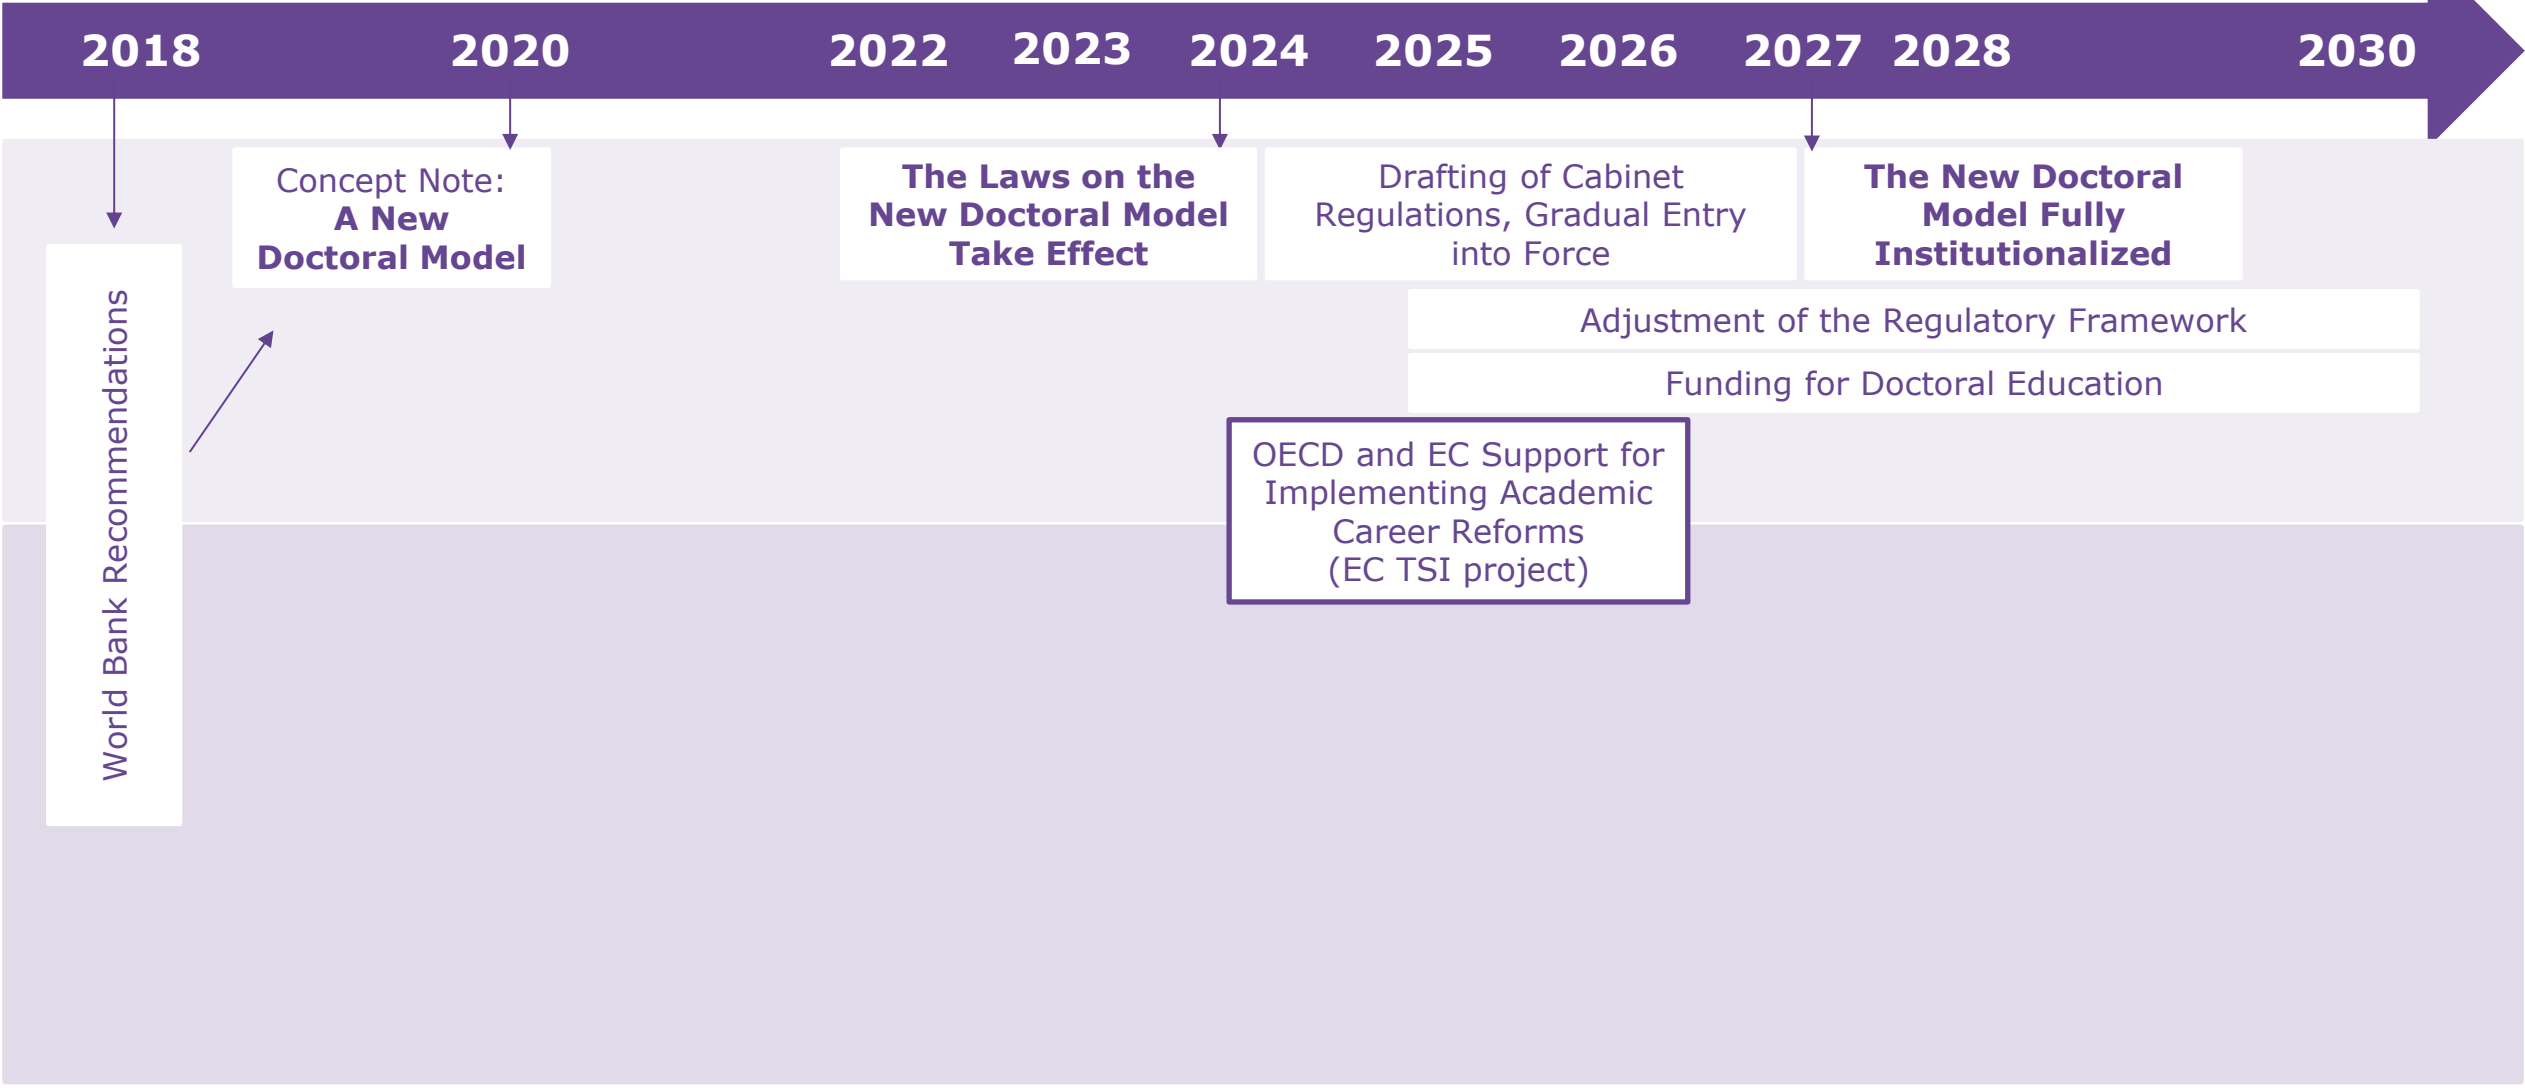 2018 2020 2022 2023 2024 2025 2026 2027 2028 2030
Concept Note:
A New
Doctoral Model
The Laws on the
New Doctoral Model
Take Effect
Drafting of Cabinet
Regulations, Gradual Entry
into Force
The New Doctoral
Model Fully
Institutionalized
Adjustment of the Regulatory Framework
Funding for Doctoral Education
OECD and EC Support for
Implementing Academic
Career Reforms
(EC TSI project)
World Bank Recommendations